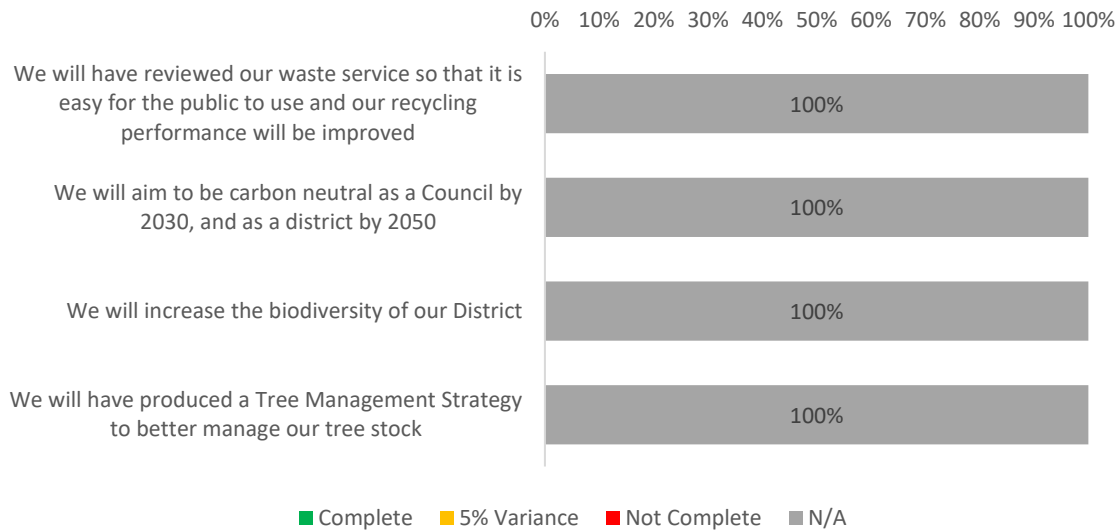 0% 10% 20% 30% 40% 50% 60% 70% 80% 90% 100%
We will have reviewed our waste service so that it is
easy for the public to use and our recycling
performance will be improved
100%
We will aim to be carbon neutral as a Council by
2030, and as a district by 2050
100%
We will increase the biodiversity of our District
100%
We will have produced a Tree Management Strategy
to better manage our tree stock
100%
Complete 5% Variance Not Complete N/A